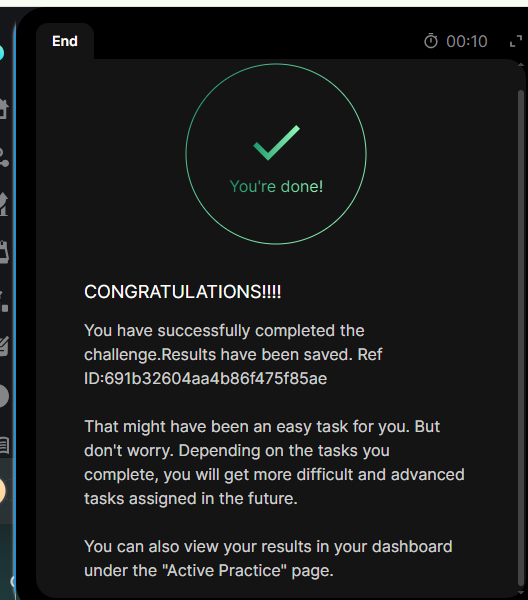 End
00:10
You're done!
CONGRATULATIONS!!!!
You have successfully completed the
challenge.Results have been saved. Ref
ID:691b32604aa4b86f475f85ae
That might have been an easy task for you. But
don't worry. Depending on the tasks you
complete, you will get more difficult and advanced
tasks assigned in the future.
You can also view your results in your dashboard
under the "Active Practice" page.